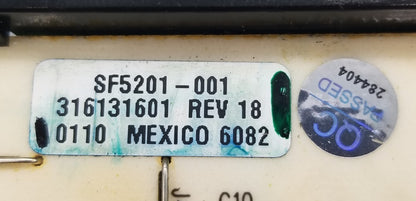 SF5201-001
316131601 REV 18
0110 MEXICO 6082
QC
PASSED
284404
C10